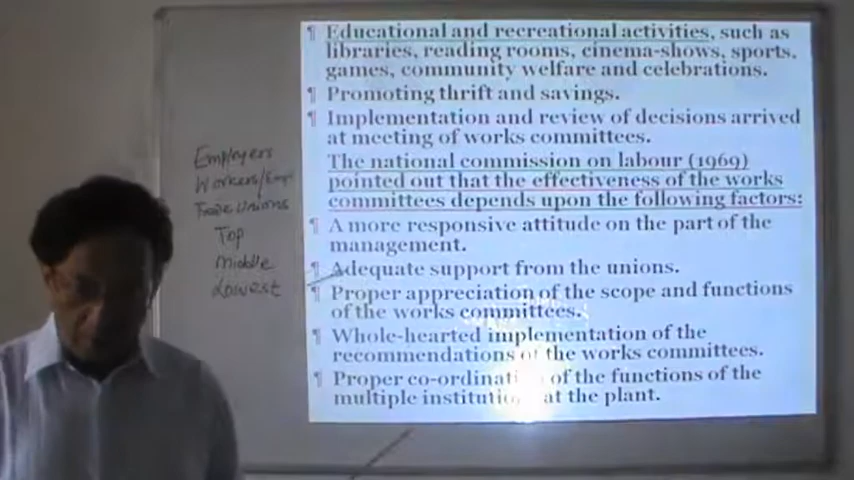 ¶ Educational and recreational activities, such as
libraries, reading rooms, cinema-shows, sports,
games, community welfare and celebrations.
¶ Promoting thrift and savings.
¶ Implementation and review of decisions arrived
at meeting of works committees.
The national commission on labour (1969)
pointed out that the effectiveness of the works
committees depends upon the following factors:
¶ A more responsive attitude on the part of the
management.
¶ Adequate support from the unions.
¶ Proper appreciation of the scope and functions
of the works committees.
¶ Whole-hearted implementation of the
recommendations of the works committees.
¶ Proper co-ordination of the functions of the
multiple institutions at the plant.
Employers
Workers/Emp
Trade Unions
Top
Middle
Lowest